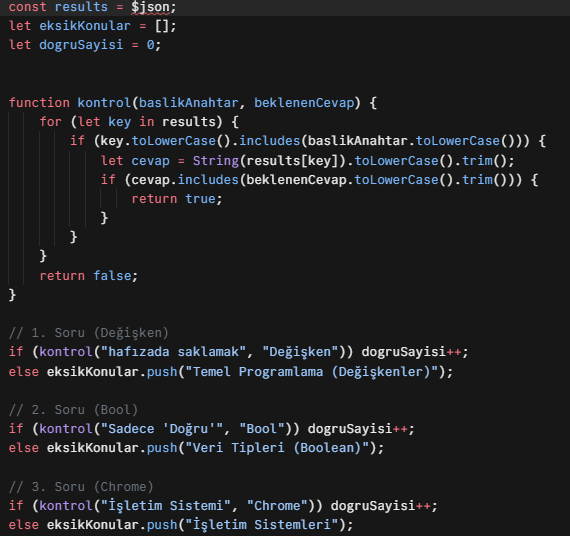 const results = $json;
let eksikKonular = [];
let dogruSayisi = 0;
function kontrol(baslikAnahtar, beklenenCevap) {
for (let key in results) {
if (key.toLowerCase().includes(baslikAnahtar.toLowerCase())) {
let cevap = String(results[key]).toLowerCase().trim();
if (cevap.includes(beklenenCevap.toLowerCase().trim())) {
return true;
}
}
}
return false;
}
// 1. Soru (Değişken)
if (kontrol("hafızada saklamak", "Değişken")) dogruSayisi++;
else eksikKonular.push("Temel Programlama (Değişkenler)");
// 2. Soru (Bool)
if (kontrol("Sadece 'Doğru'", "Bool")) dogruSayisi++;
else eksikKonular.push("Veri Tipleri (Boolean)");
// 3. Soru (Chrome)
if (kontrol("İşletim Sistemi", "Chrome")) dogruSayisi++;
else eksikKonular.push("İşletim Sistemleri");